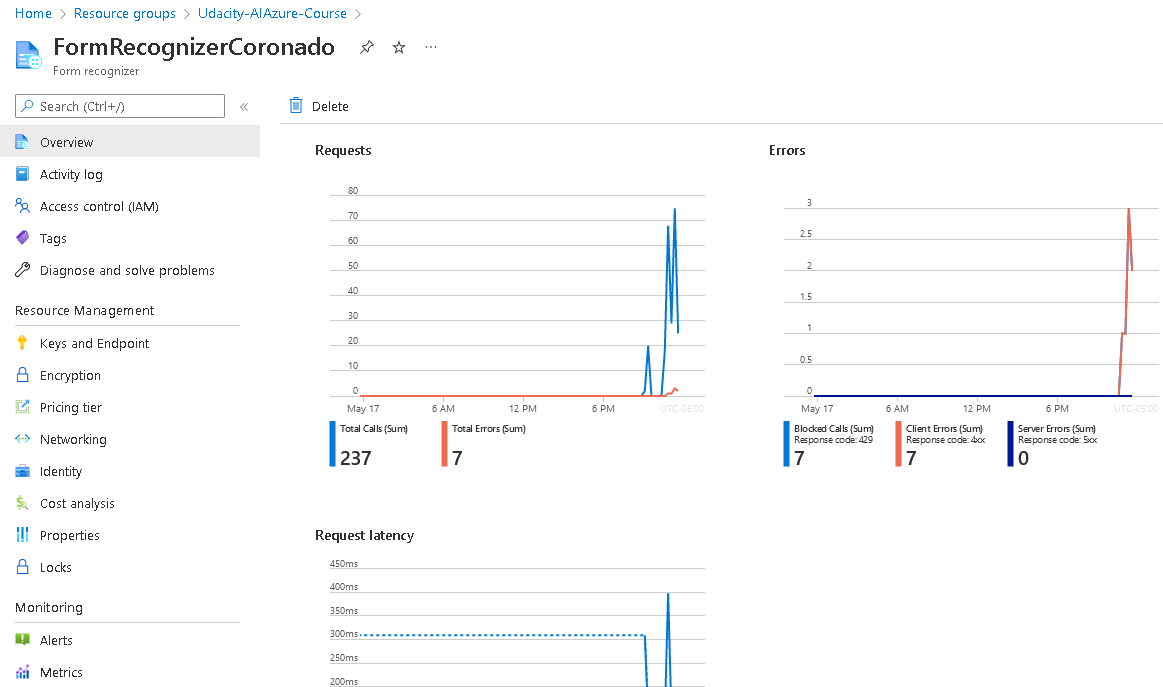 Home > Resource groups > Udacity-AIAzure-Course >
FormRecognizerCoronado
Form recognizer
Search (Ctrl+/)
«
Overview
Activity log
Access control (IAM)
Tags
Diagnose and solve problems
Resource Management
Keys and Endpoint
Encryption
Pricing tier
Networking
Identity
Cost analysis
Properties
Locks
Monitoring
Alerts
Metrics
Delete
Requests
80
70
60
50
40
30
20
10
0
May 17 6 AM 12 PM 6 PM UTC-05:00
Total Calls (Sum)
237
Total Errors (Sum)
7
Errors
3
2.5
2
1.5
1
0.5
0
May 17 6 AM 12 PM 6 PM UTC-05:00
Blocked Calls (Sum)
Response code: 429
7
Client Errors (Sum)
Response code: 4xx
7
Server Errors (Sum)
Response code: 5xx
0
Request latency
450ms
400ms
350ms
300ms
250ms
200ms